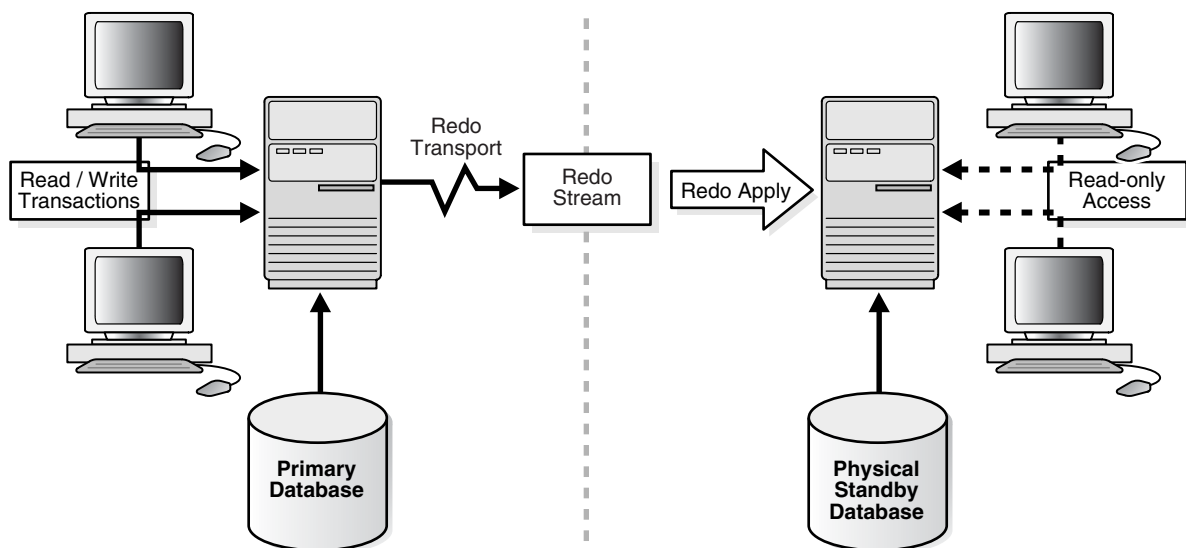 Read / Write
Transactions
Redo
Transport
Redo
Stream
Redo Apply
Read-only
Access
Primary
Database
Physical
Standby
Database